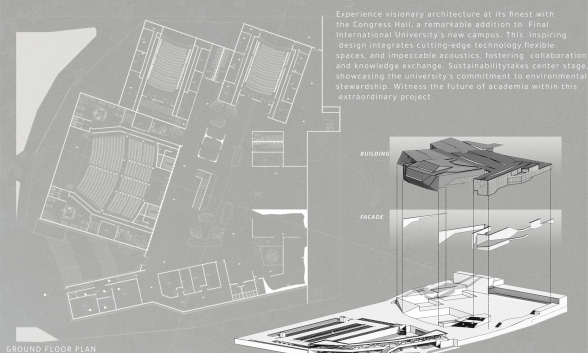 Experience visionary architecture at its finest with
the Congress Hall, a remarkable addition to Final
International University's new campus. This inspiring
design integrates cutting-edge technology,flexible
spaces, and impeccable acoustics, fostering collaboration
and knowledge exchange. Sustainabilitytakes center stage,
showcasing the university's commitment to environmental
stewardship. Witness the future of academia within this
extraordinary project.
BUILDING
FACADE
GROUND FLOOR PLAN